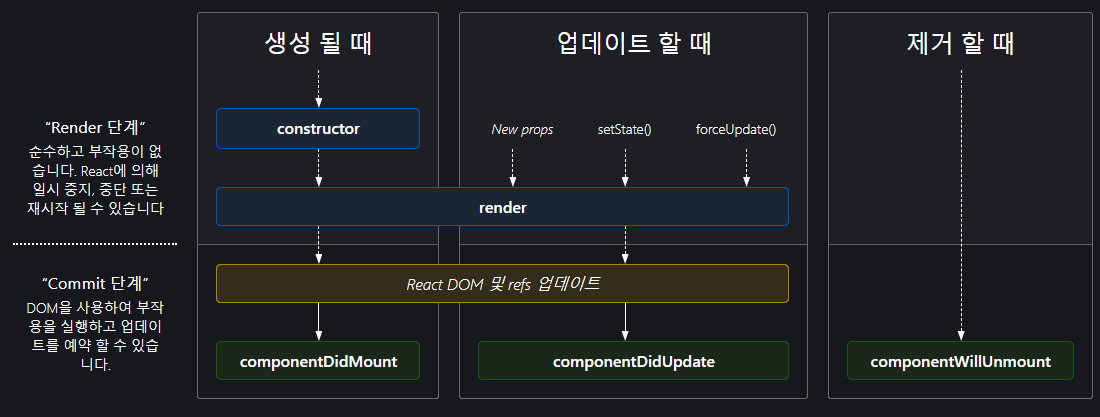 생성 될 때
업데이트 할 때
제거 할 때
“Render 단계”
순수하고 부작용이 없
습니다. React에 의해
일시 중지, 중단 또는
재시작 될 수 있습니다
constructor
New props
setState()
forceUpdate()
render
“Commit 단계”
DOM을 사용하여 부작
용을 실행하고 업데이
트를 예약 할 수 있습
니다.
React DOM 및 refs 업데이트
componentDidMount
componentDidUpdate
componentWillUnmount